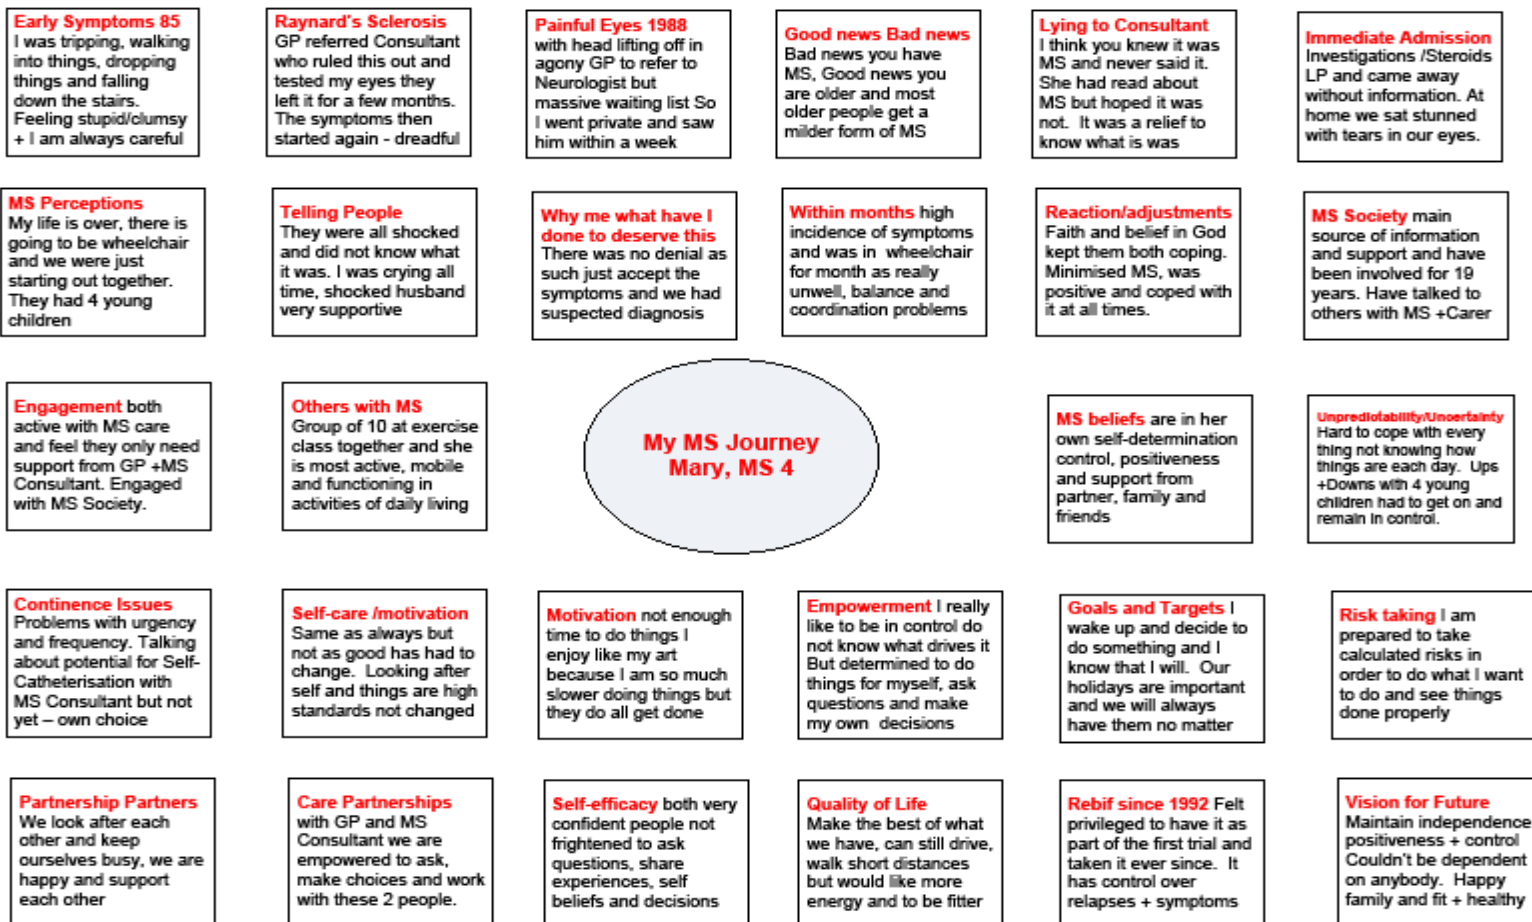 Early Symptoms 85
I was tripping, walking
into things, dropping
things and falling
down the stairs.
Feeling stupid/clumsy
+ I am always careful
Raynard's Sclerosis
GP referred Consultant
who ruled this out and
tested my eyes they
left it for a few months.
The symptoms then
started again - dreadful
Painful Eyes 1988
with head lifting off in
agony GP to refer to
Neurologist but
massive waiting list So
I went private and saw
him within a week
Good news Bad news
Bad news you have
MS, Good news you
are older and most
older people get a
milder form of MS
Lying to Consultant
I think you knew it was
MS and never said it.
She had read about
MS but hoped it was
not. It was a relief to
know what is was
Immediate Admission
Investigations /Steroids
LP and came away
without information. At
home we sat stunned
with tears in our eyes.
MS Perceptions
My life is over, there is
going to be wheelchair
and we were just
starting out together.
They had 4 young
children
Telling People
They were all shocked
and did not know what
it was. I was crying all
time, shocked husband
very supportive
Why me what have I
done to deserve this
There was no denial as
such just accept the
symptoms and we had
suspected diagnosis
Within months high
incidence of symptoms
and was in wheelchair
for month as really
unwell, balance and
coordination problems
Reaction/adjustments
Faith and belief in God
kept them both coping.
Minimised MS, was
positive and coped with
it at all times.
MS Society main
source of information
and support and have
been involved for 19
years. Have talked to
others with MS +Carer
Engagement both
active with MS care
and feel they only need
support from GP +MS
Consultant. Engaged
with MS Society.
Others with MS
Group of 10 at exercise
class together and she
is most active, mobile
and functioning in
activities of daily living
My MS Journey
Mary, MS 4
MS beliefs are in her
own self-determination
control, positiveness
and support from
partner, family and
friends
Unpredictability/Uncertainty
Hard to cope with every
thing not knowing how
things are each day. Ups
+Downs with 4 young
children had to get on and
remain in control.
Continence Issues
Problems with urgency
and frequency. Talking
about potential for Self-
Catheterisation with
MS Consultant but not
yet – own choice
Self-care /motivation
Same as always but
not as good has had to
change. Looking after
self and things are high
standards not changed
Motivation not enough
time to do things I
enjoy like my art
because I am so much
slower doing things but
they do all get done
Empowerment I really
like to be in control do
not know what drives it
But determined to do
things for myself, ask
questions and make
my own decisions
Goals and Targets I
wake up and decide to
do something and I
know that I will. Our
holidays are important
and we will always
have them no matter
Risk taking I am
prepared to take
calculated risks in
order to do what I want
to do and see things
done properly
Partnership Partners
We look after each
other and keep
ourselves busy, we are
happy and support
each other
Care Partnerships
with GP and MS
Consultant we are
empowered to ask,
make choices and work
with these 2 people.
Self-efficacy both very
confident people not
frightened to ask
questions, share
experiences, self
beliefs and decisions
Quality of Life
Make the best of what
we have, can still drive,
walk short distances
but would like more
energy and to be fitter
Rebif since 1992 Felt
privileged to have it as
part of the first trial and
taken it ever since. It
has control over
relapses + symptoms
Vision for Future
Maintain independence
positiveness + control
Couldn't be dependent
on anybody. Happy
family and fit + healthy